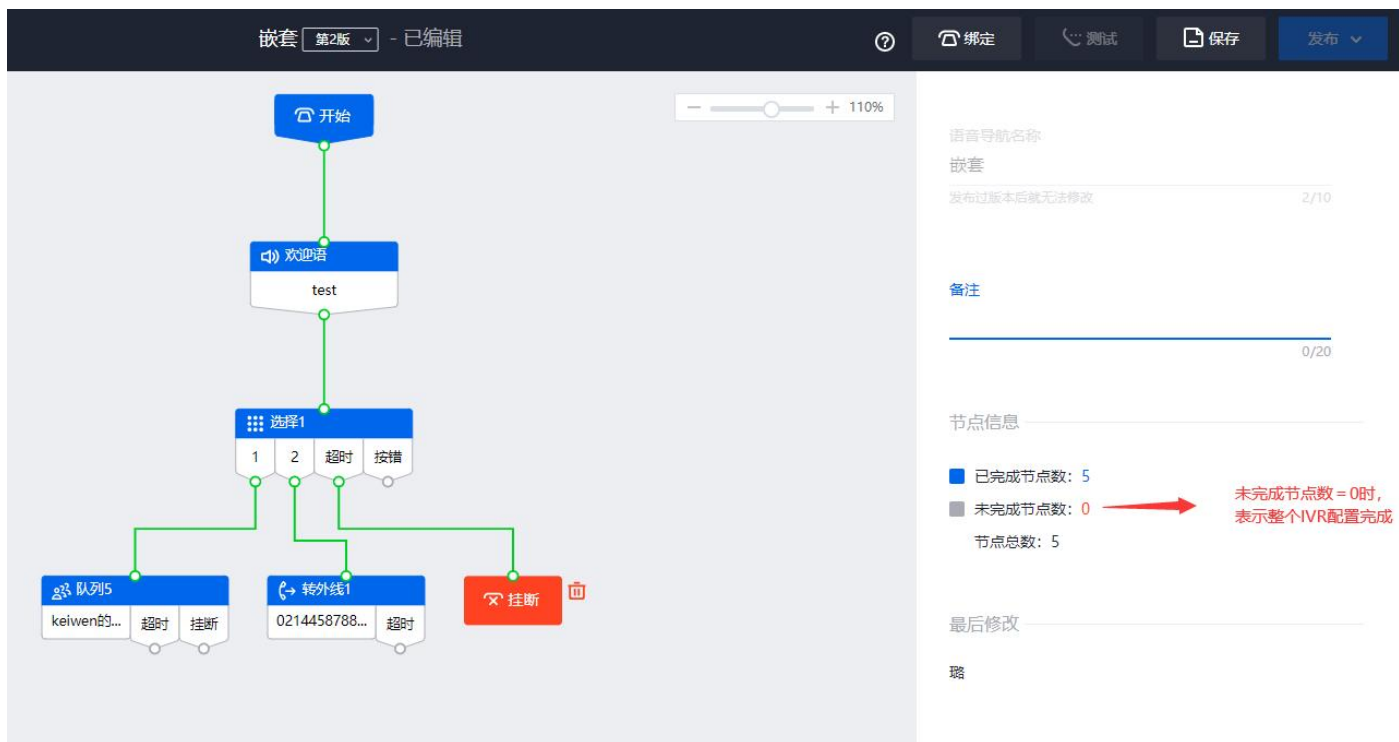 嵌套 第2版 - 已编辑
绑定
测试
保存
发布
110%
开始
欢迎语
test
选择1
1 2 超时 按错
队列5
keiwen的... 超时 挂断
转外线1
0214458788... 超时
挂断
语音导航名称
嵌套
发布过版本后就无法修改 2/10
备注
0/20
节点信息
已完成节点数：5
未完成节点数：0
节点总数：5
未完成节点数 = 0时，
表示整个IVR配置完成
最后修改
璐